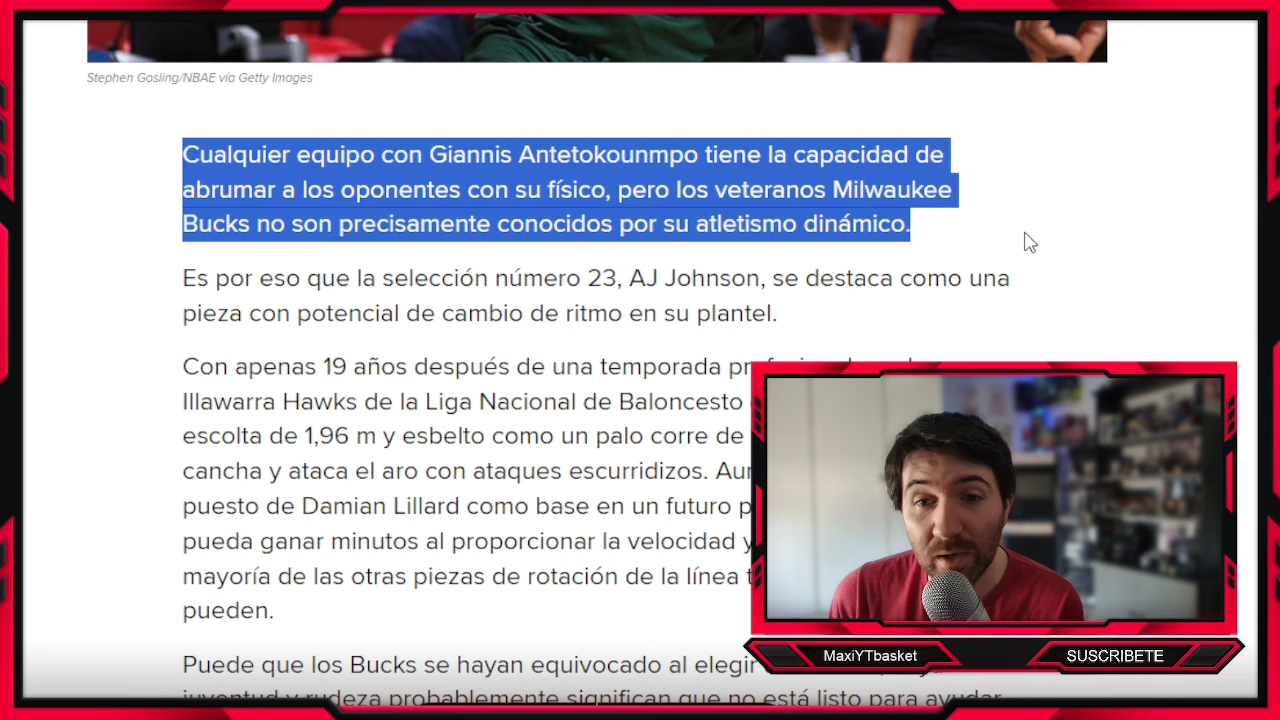 Stephen Gosling/NBAE vía Getty Images
Cualquier equipo con Giannis Antetokounmpo tiene la capacidad de
abrumar a los oponentes con su físico, pero los veteranos Milwaukee
Bucks no son precisamente conocidos por su atletismo dinámico.
Es por eso que la selección número 23, AJ Johnson, se destaca como una
pieza con potencial de cambio de ritmo en su plantel.
Con apenas 19 años después de una temporada
Illawarra Hawks de la Liga Nacional de Baloncesto
escolta de 1,96 m y esbelto como un palo corre de
cancha y ataca el aro con ataques escurridizos.
puesto de Damian Lillard como base en un futuro
pueda ganar minutos al proporcionar la velocidad y
mayoría de las otras piezas de rotación de la línea
pueden.
Puede que los Bucks se hayan equivocado al elegir
juventud y rudeza probablemente significan que no está listo para ayudar
MaxiYTbasket
SUSCRIBETE